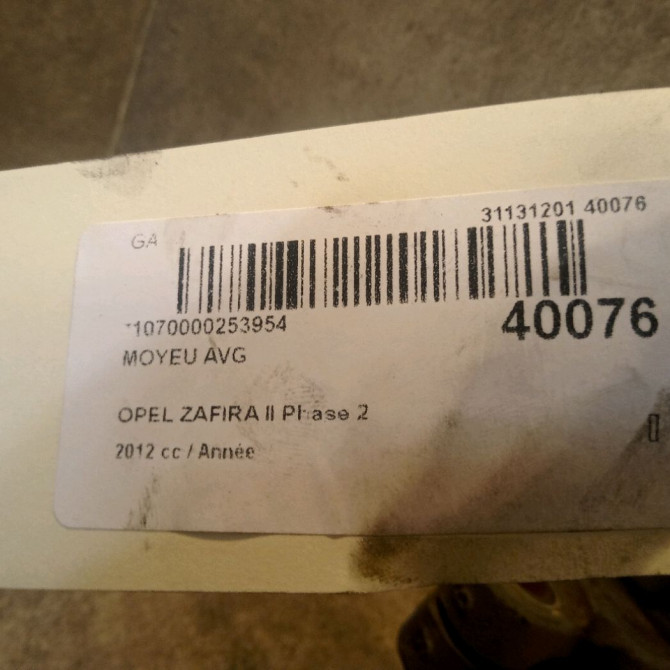 31131201 40076
GA
*1070000253954
40076
MOYEU AVG
OPEL ZAFIRA II Phase 2
2012 cc / Année